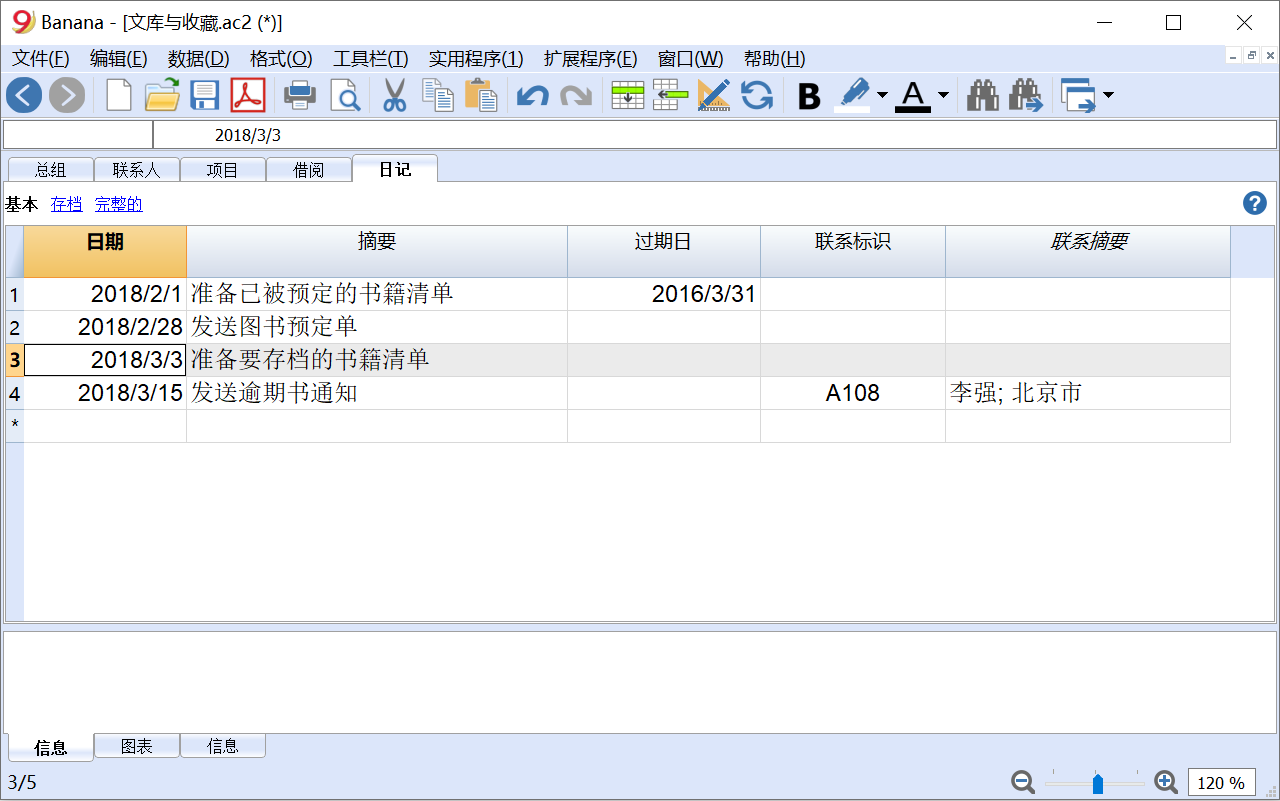 Banana - [文库与收藏.ac2 (*)]
文件(F) 编辑(E) 数据(D) 格式(O) 工具栏(T) 实用程序(1) 扩展程序(E) 窗口(W) 帮助(H)
B A
2018/3/3
总组 联系人 项目 借阅 日记
基本 存档 完整的
日期 摘要 过期日 联系标识 联系摘要
1 2018/2/1 准备已被预定的书籍清单 2016/3/31
2 2018/2/28 发送图书预定单
3 2018/3/3 准备要存档的书籍清单
4 2018/3/15 发送逾期书通知 A108 李强; 北京市
*
信息 图表 信息
3/5 120 %